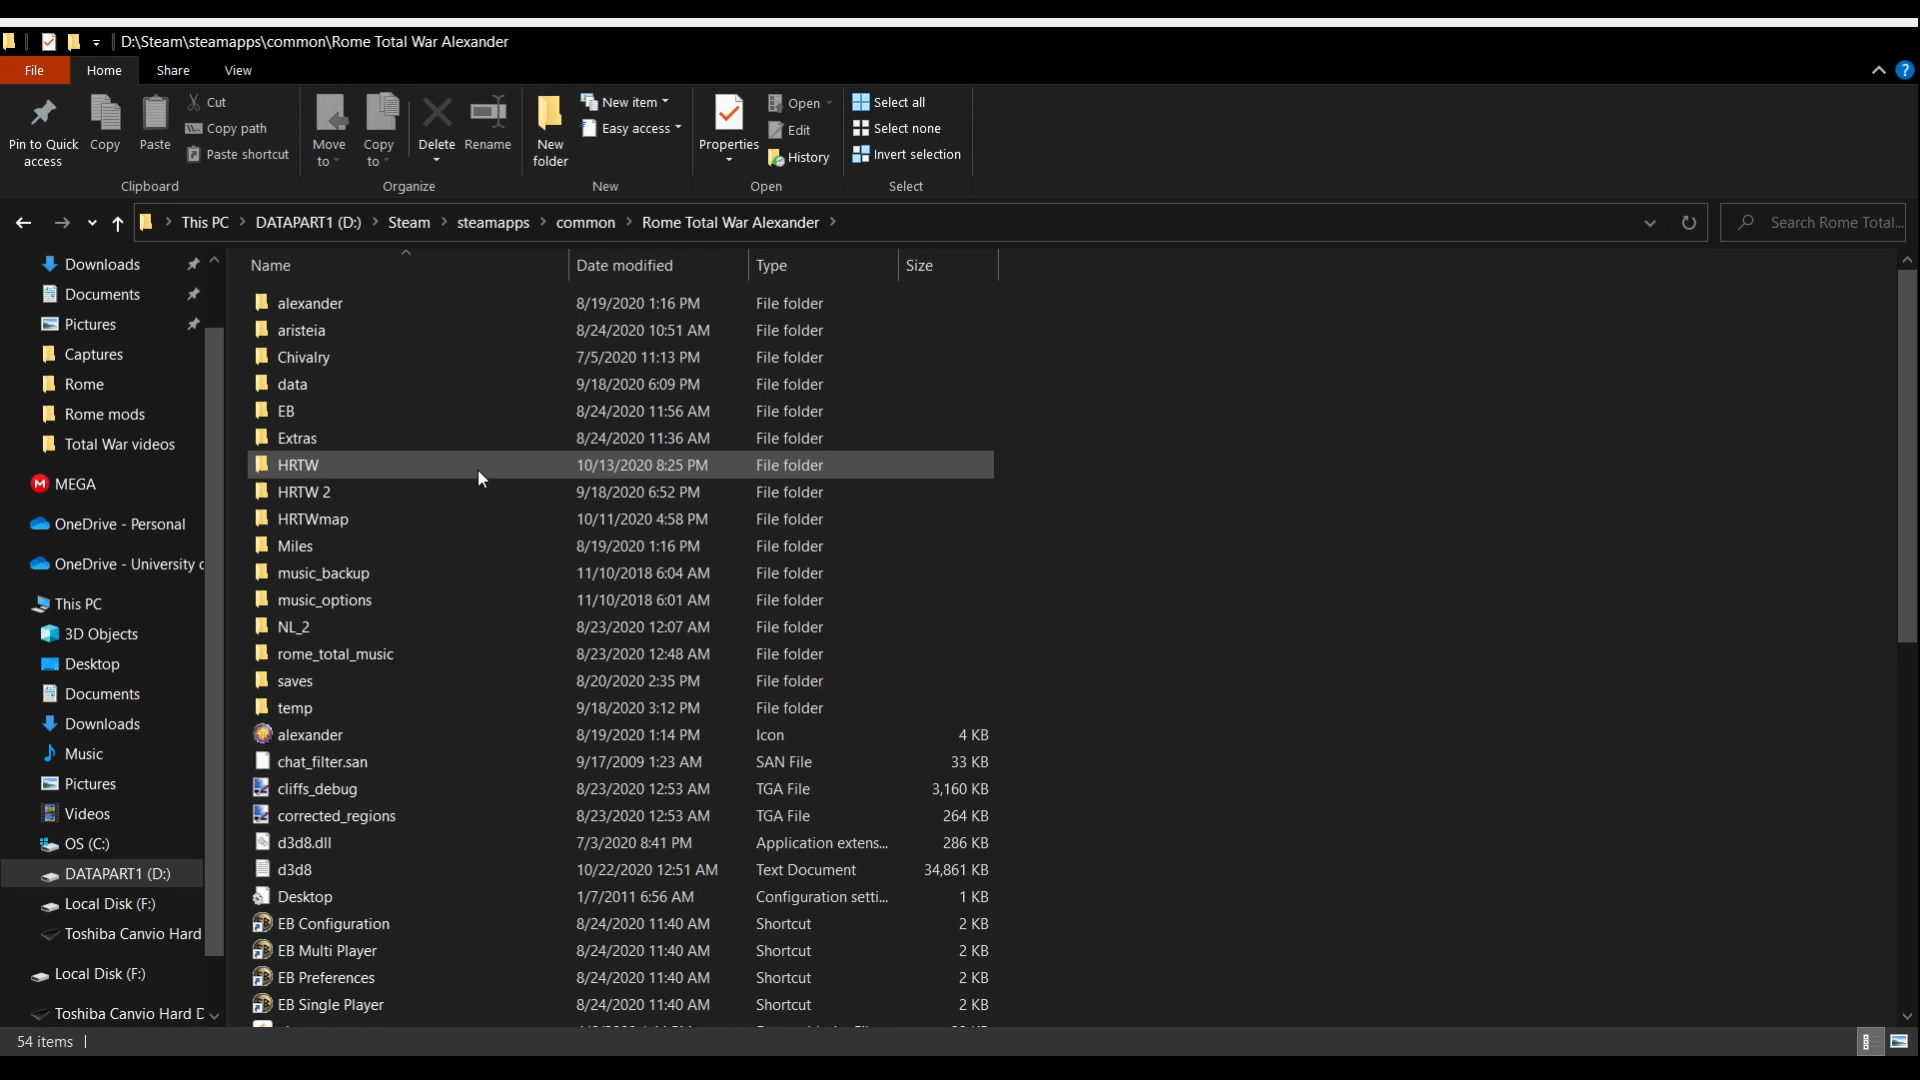 D:\Steam\steamapps\common\Rome Total War Alexander
File Home Share View
Pin to Quick access Copy Paste Cut Copy path Paste shortcut Move to Copy to Delete Rename New folder New item Easy access Properties Open Edit History Select all Select none Invert selection
Clipboard Organize New Open Select
This PC DATAPART1 (D:) Steam steamapps common Rome Total War Alexander Search Rome Total...
Downloads
Documents
Pictures
Captures
Rome
Rome mods
Total War videos
MEGA
OneDrive - Personal
OneDrive - University
This PC
3D Objects
Desktop
Documents
Downloads
Music
Pictures
Videos
OS (C:)
DATAPART1 (D:)
Local Disk (F:)
Toshiba Canvio Hard
Local Disk (F:)
Toshiba Canvio Hard D
Name Date modified Type Size
alexander 8/19/2020 1:16 PM File folder
aristeia 8/24/2020 10:51 AM File folder
Chivalry 7/5/2020 11:13 PM File folder
data 9/18/2020 6:09 PM File folder
EB 8/24/2020 11:56 AM File folder
Extras 8/24/2020 11:36 AM File folder
HRTW 10/13/2020 8:25 PM File folder
HRTW 2 9/18/2020 6:52 PM File folder
HRTWmap 10/11/2020 4:58 PM File folder
Miles 8/19/2020 1:16 PM File folder
music_backup 11/10/2018 6:04 AM File folder
music_options 11/10/2018 6:01 AM File folder
NL_2 8/23/2020 12:07 AM File folder
rome_total_music 8/23/2020 12:48 AM File folder
saves 8/20/2020 2:35 PM File folder
temp 9/18/2020 3:12 PM File folder
alexander 8/19/2020 1:14 PM Icon 4 KB
chat_filter.san 9/17/2009 1:23 AM SAN File 33 KB
cliffs_debug 8/23/2020 12:53 AM TGA File 3,160 KB
corrected_regions 8/23/2020 12:53 AM TGA File 264 KB
d3d8.dll 7/3/2020 8:41 PM Application extens... 286 KB
d3d8 10/22/2020 12:51 AM Text Document 34,861 KB
Desktop 1/7/2011 6:56 AM Configuration setti... 1 KB
EB Configuration 8/24/2020 11:40 AM Shortcut 2 KB
EB Multi Player 8/24/2020 11:40 AM Shortcut 2 KB
EB Preferences 8/24/2020 11:40 AM Shortcut 2 KB
EB Single Player 8/24/2020 11:40 AM Shortcut 2 KB
54 items